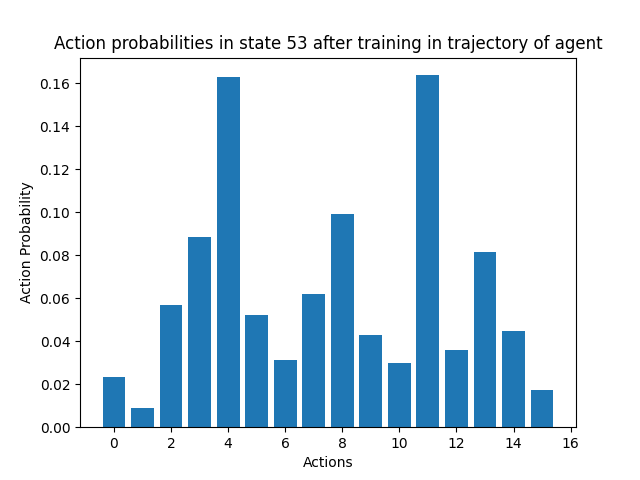 Action probabilities in state 53 after training in trajectory of agent
0.16
0.14
0.12
0.10
0.08
0.06
0.04
0.02
0.00
Action Probability
0 2 4 6 8 10 12 14 16
Actions